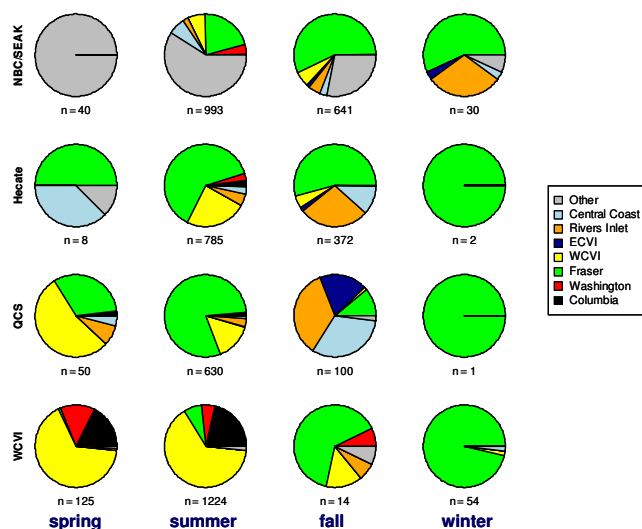 NBC/SEAK
n = 40
n = 993
n = 641
n = 30
Hecate
n = 8
n = 785
n = 372
n = 2
Other
Central Coast
Rivers Inlet
ECVI
WCVI
Fraser
Washington
Columbia
QCS
n = 50
n = 630
n = 100
n = 1
WCVI
n = 125
n = 1224
n = 14
n = 54
spring
summer
fall
winter